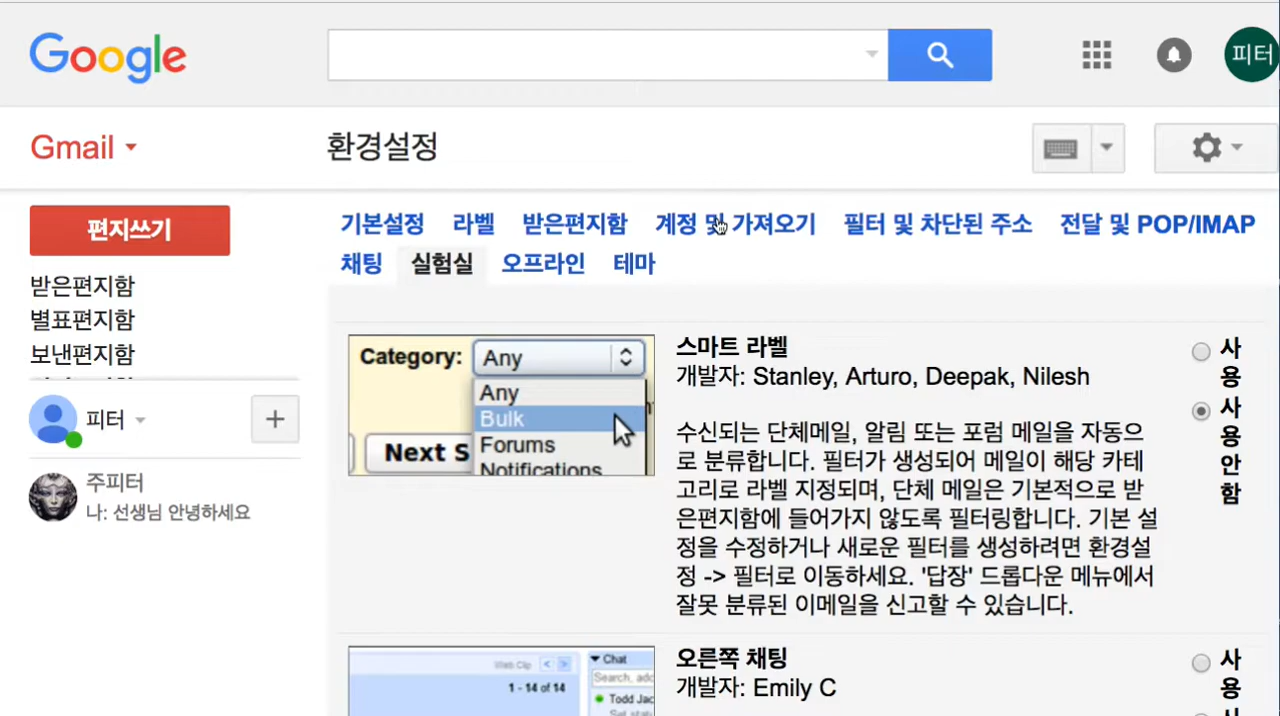 Google
피터
Gmail
환경설정
편지쓰기
기본설정 라벨 받은편지함 계정 및 가져오기 필터 및 차단된 주소 전달 및 POP/IMAP
채팅 실험실 오프라인 테마
받은편지함
별표편지함
보낸편지함
피터
주피터
나: 선생님 안녕하세요
Category: Any
Any
Bulk
Forums
Notifications
Next S
스마트 라벨
개발자: Stanley, Arturo, Deepak, Nilesh
수신되는 단체메일, 알림 또는 포럼 메일을 자동으
로 분류합니다. 필터가 생성되어 메일이 해당 카테
고리로 라벨 지정되며, 단체 메일은 기본적으로 받
은편지함에 들어가지 않도록 필터링합니다. 기본 설
정을 수정하거나 새로운 필터를 생성하려면 환경설
정 -> 필터로 이동하세요. '답장' 드롭다운 메뉴에서
잘못 분류된 이메일을 신고할 수 있습니다.
사
용
사
용
안
함
Web Clip < >
1 - 14 of 14
Chat
Search, add
Todd Jac
오른쪽 채팅
개발자: Emily C
사
용